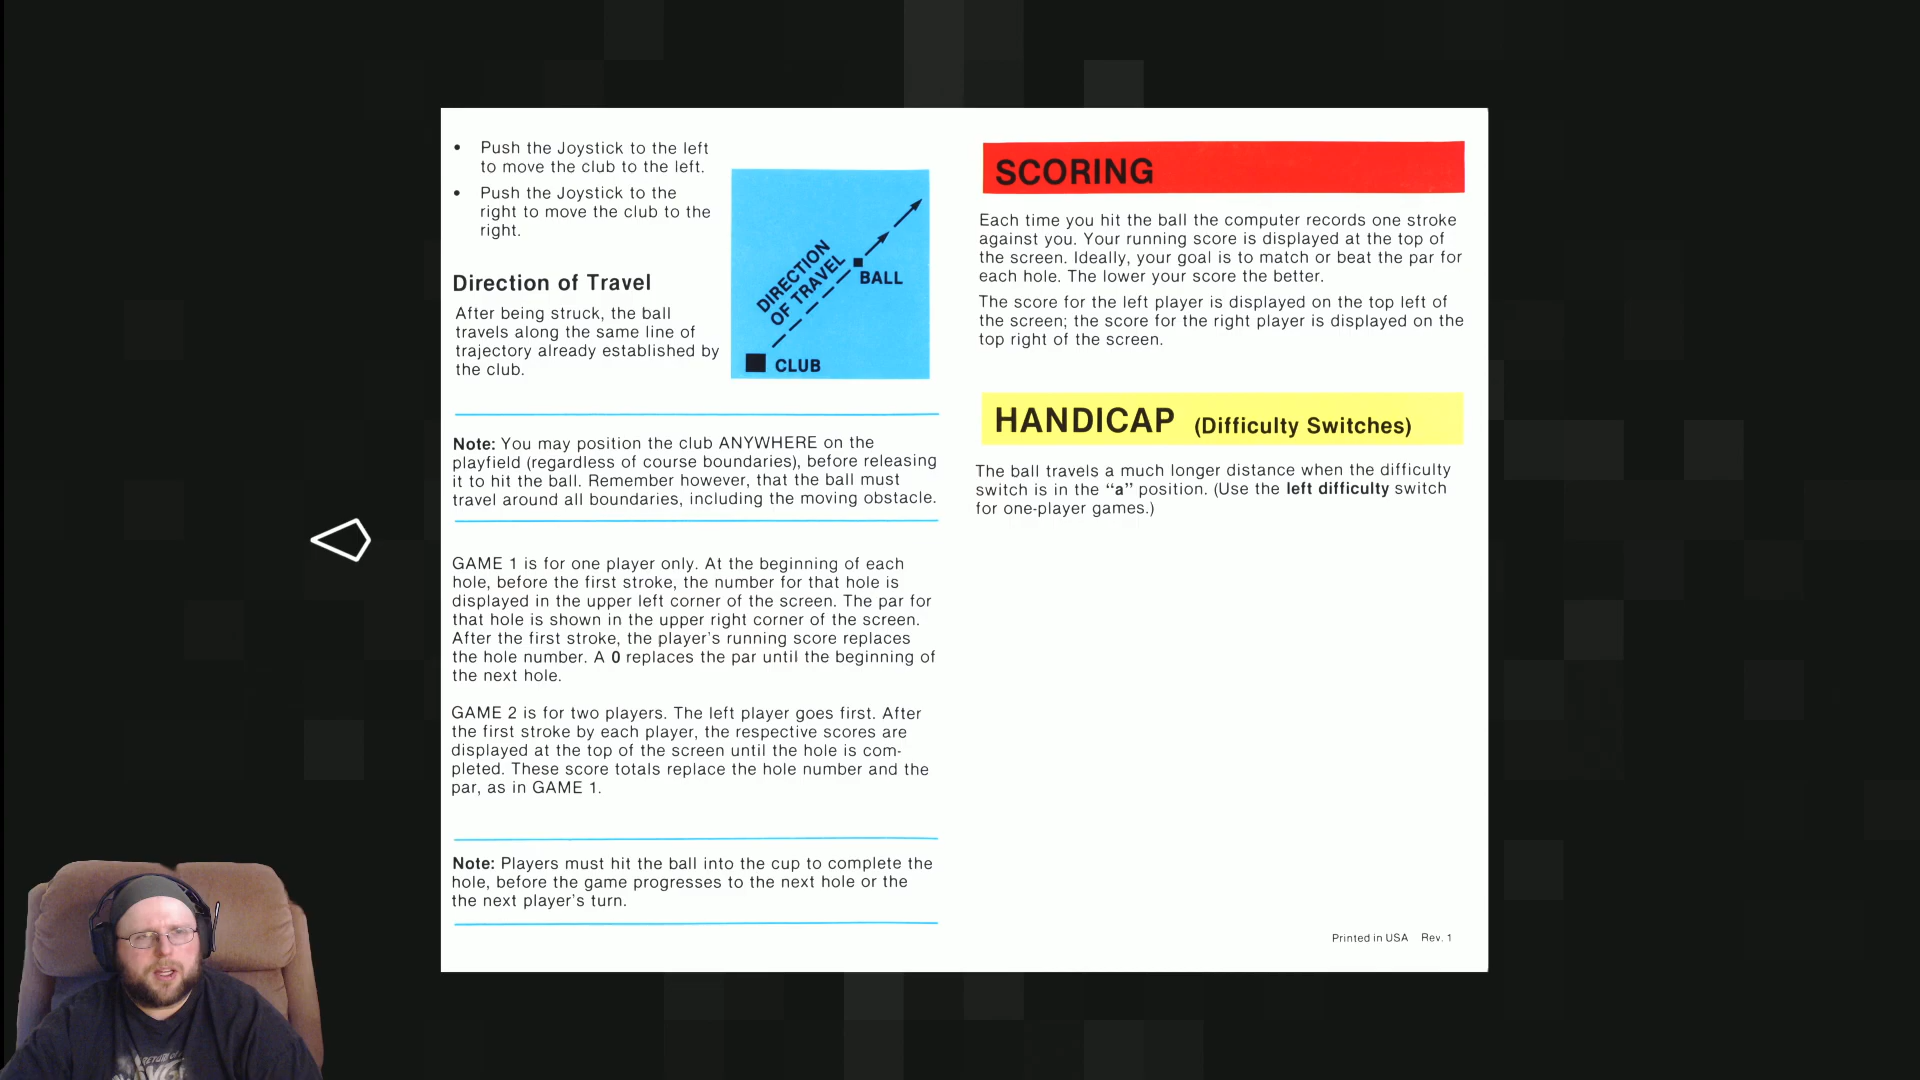 • Push the Joystick to the left
to move the club to the left.
• Push the Joystick to the
right to move the club to the
right.
Direction of Travel
After being struck, the ball
travels along the same line of
trajectory already established by
the club.
DIRECTION
OF TRAVEL
BALL
CLUB
Note: You may position the club ANYWHERE on the
playfield (regardless of course boundaries), before releasing
it to hit the ball. Remember however, that the ball must
travel around all boundaries, including the moving obstacle.
GAME 1 is for one player only. At the beginning of each
hole, before the first stroke, the number for that hole is
displayed in the upper left corner of the screen. The par for
that hole is shown in the upper right corner of the screen.
After the first stroke, the player's running score replaces
the hole number. A 0 replaces the par until the beginning of
the next hole.
GAME 2 is for two players. The left player goes first. After
the first stroke by each player, the respective scores are
displayed at the top of the screen until the hole is com-
pleted. These score totals replace the hole number and the
par, as in GAME 1.
Note: Players must hit the ball into the cup to complete the
hole, before the game progresses to the next hole or the
the next player's turn.
SCORING
Each time you hit the ball the computer records one stroke
against you. Your running score is displayed at the top of
the screen. Ideally, your goal is to match or beat the par for
each hole. The lower your score the better.
The score for the left player is displayed on the top left of
the screen; the score for the right player is displayed on the
top right of the screen.
HANDICAP (Difficulty Switches)
The ball travels a much longer distance when the difficulty
switch is in the “a” position. (Use the left difficulty switch
for one-player games.)
Printed in USA Rev. 1
RETURN OF